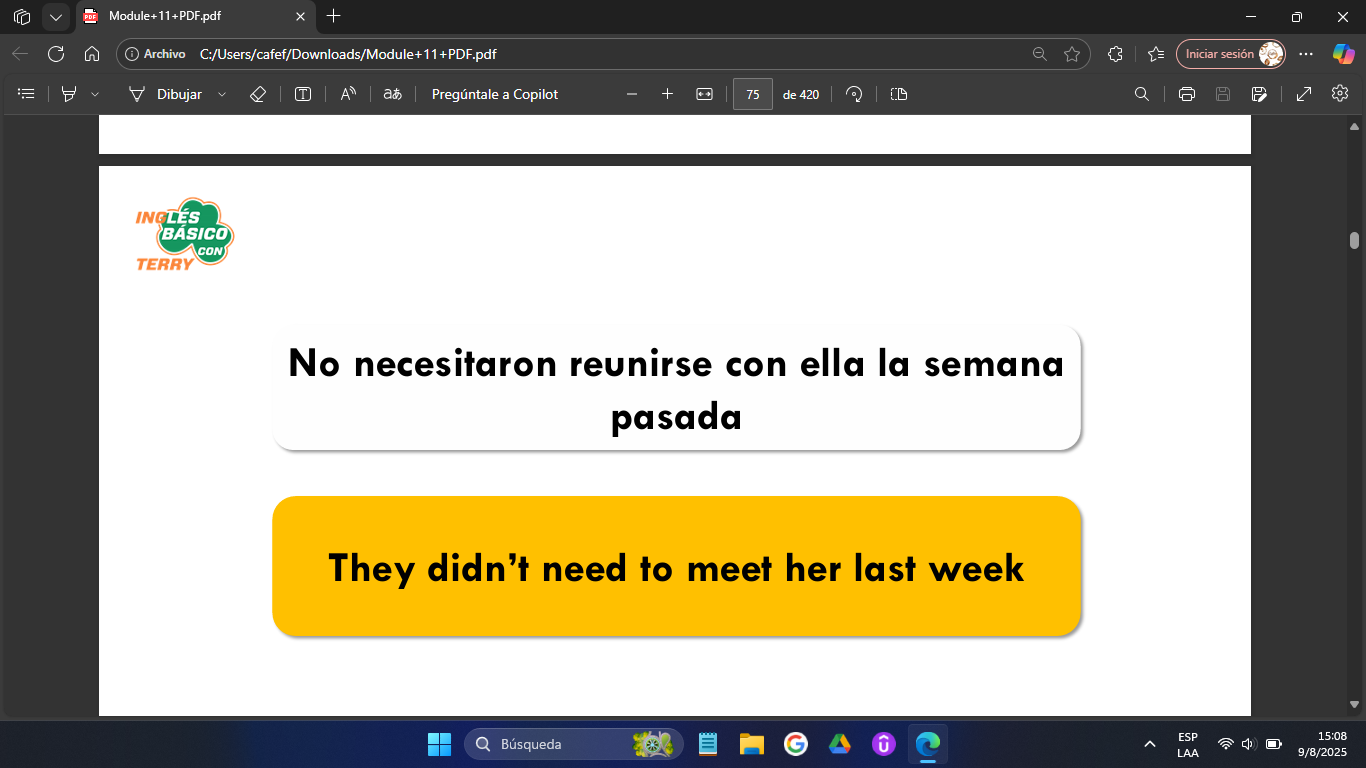 Module+11+PDF.pdf
Archivo C:/Users/cafef/Downloads/Module+11+PDF.pdf Iniciar sesión
Dibujar aあ Pregúntale a Copilot 75 de 420
INGLÉS
BÁSICO
CON
TERRY
No necesitaron reunirse con ella la semana
pasada
They didn’t need to meet her last week
Búsqueda
ESP
LAA
15:08
9/8/2025